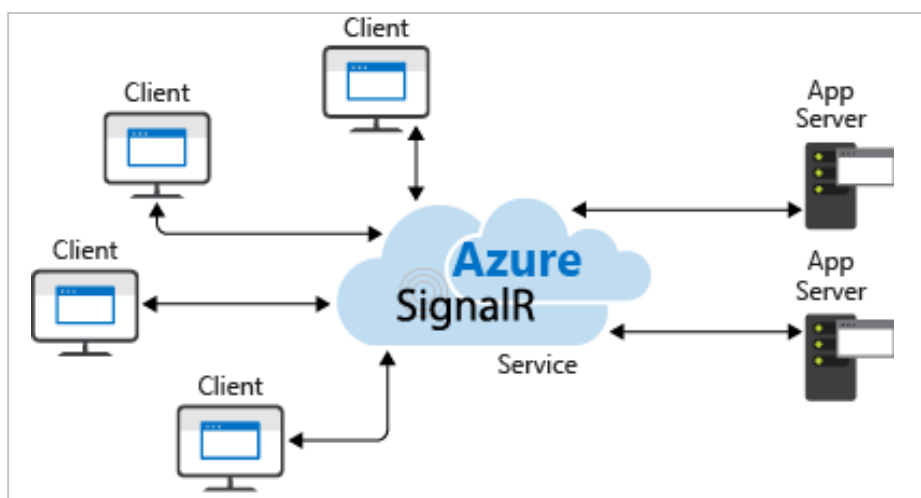 Client
Client
Client
Client
Azure
SignalR
Service
App
Server
App
Server